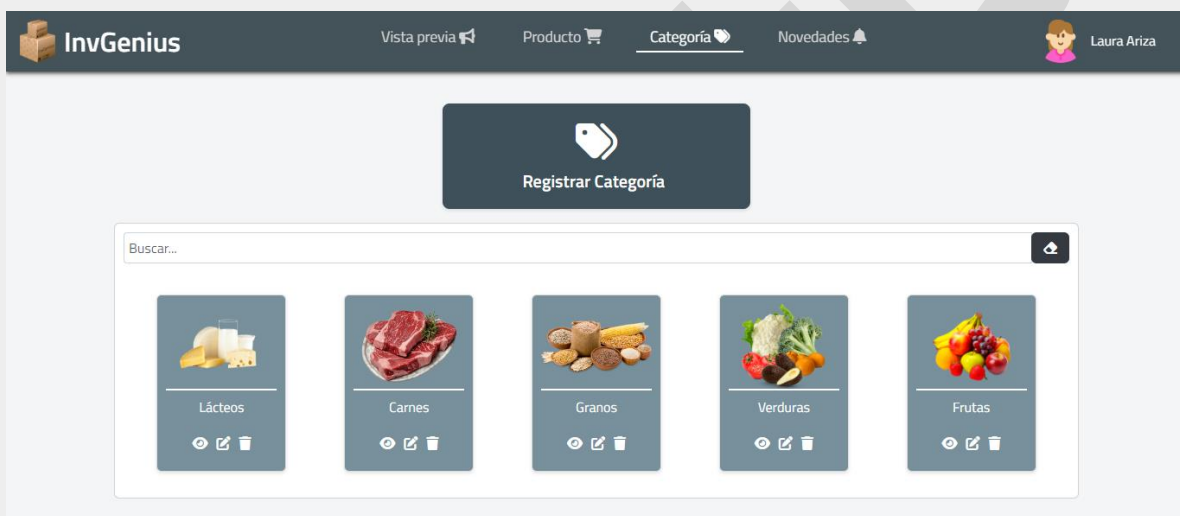 InvGenius
Vista previa
Producto
Categoría
Novedades
Laura Ariza
Registrar Categoría
Buscar...
Lácteos
Carnes
Granos
Verduras
Frutas